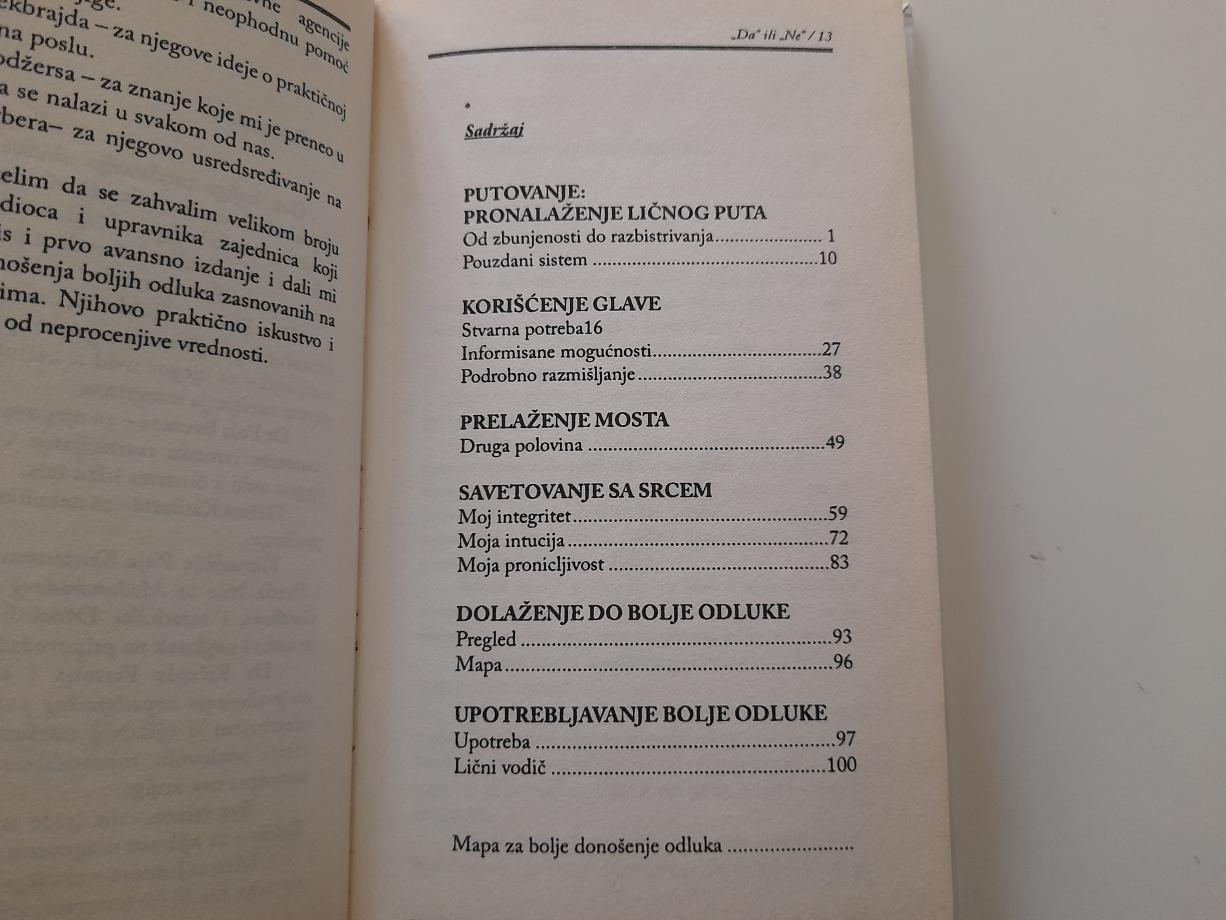 vne agencije
i neophodnu pomoć
ekbrajda – za njegove ideje o praktičnoj
na poslu.
odžersa – za znanje koje mi je preneo u
a se nalazi u svakom od nas.
rbera– za njegovo usredsređivanje na
elim da se zahvalim velikom broju
dioca i upravnika zajednica koji
is i prvo avansno izdanje i dali mi
nošenja boljih odluka zasnovanih na
ima. Njihovo praktično iskustvo i
od neprocenjive vrednosti.
„Da“ ili „Ne“ / 13
Sadržaj
PUTOVANJE:
PRONALAŽENJE LIČNOG PUTA
Od zbunjenosti do razbistrivanja...................... 1
Pouzdani sistem ..............................................10
KORIŠĆENJE GLAVE
Stvarna potreba16
Informisane mogućnosti..................................27
Podrobno razmišljanje.....................................38
PRELAŽENJE MOSTA
Druga polovina ...............................................49
SAVETOVANJE SA SRCEM
Moj integritet...................................................59
Moja intucija....................................................72
Moja pronicljivost ...........................................83
DOLAŽENJE DO BOLJE ODLUKE
Pregled .............................................................93
Mapa.................................................................96
UPOTREBLJAVANJE BOLJE ODLUKE
Upotreba ...........................................................97
Lični vodič ......................................................100
Mapa za bolje donošenje odluka .........................